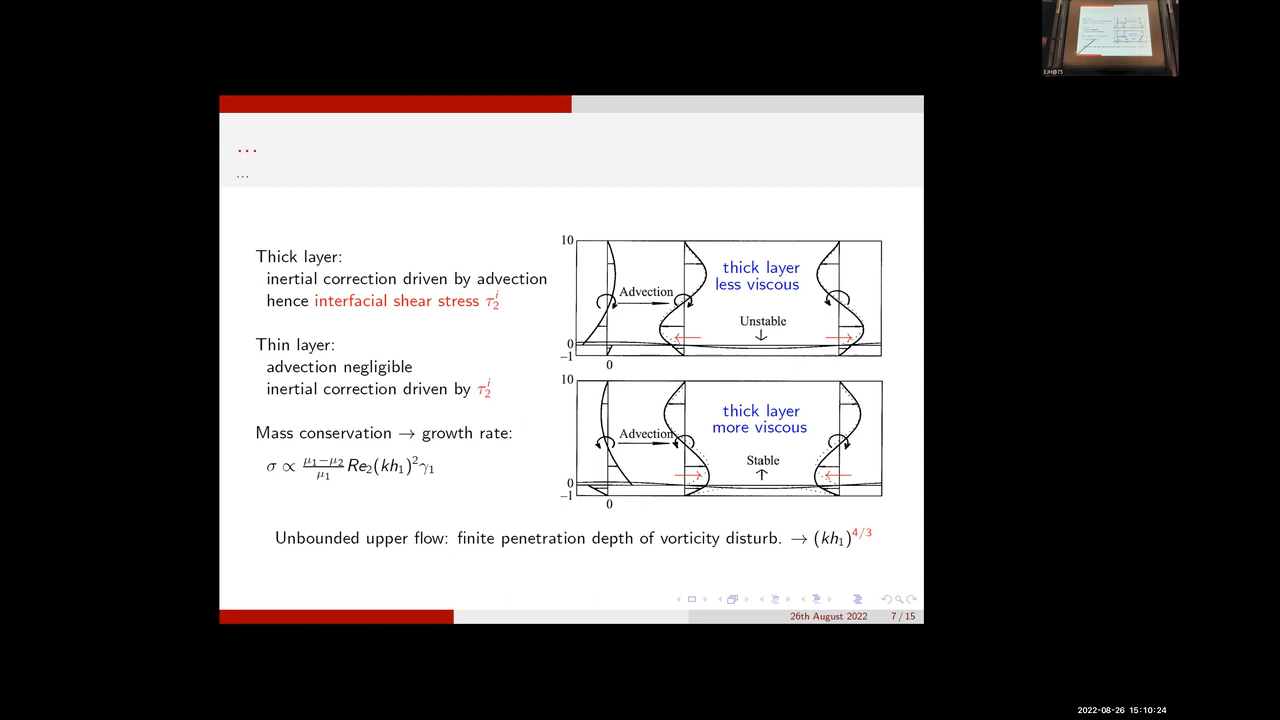 EJH@75
...
...
Thick layer:
inertial correction driven by advection
hence interfacial shear stress τ₂ⁱ
Thin layer:
advection negligible
inertial correction driven by τ₂ⁱ
Mass conservation → growth rate:
σ ∝ (μ₁−μ₂)/μ₁ Re₂(kh₁)²γ₁
10
thick layer
less viscous
Advection
Unstable
↓
0
−1
0
10
thick layer
more viscous
Advection
Stable
↑
0
−1
0
Unbounded upper flow: finite penetration depth of vorticity disturb. → (kh₁)^4/3
26th August 2022 7 / 15
2022-08-26 15:10:24